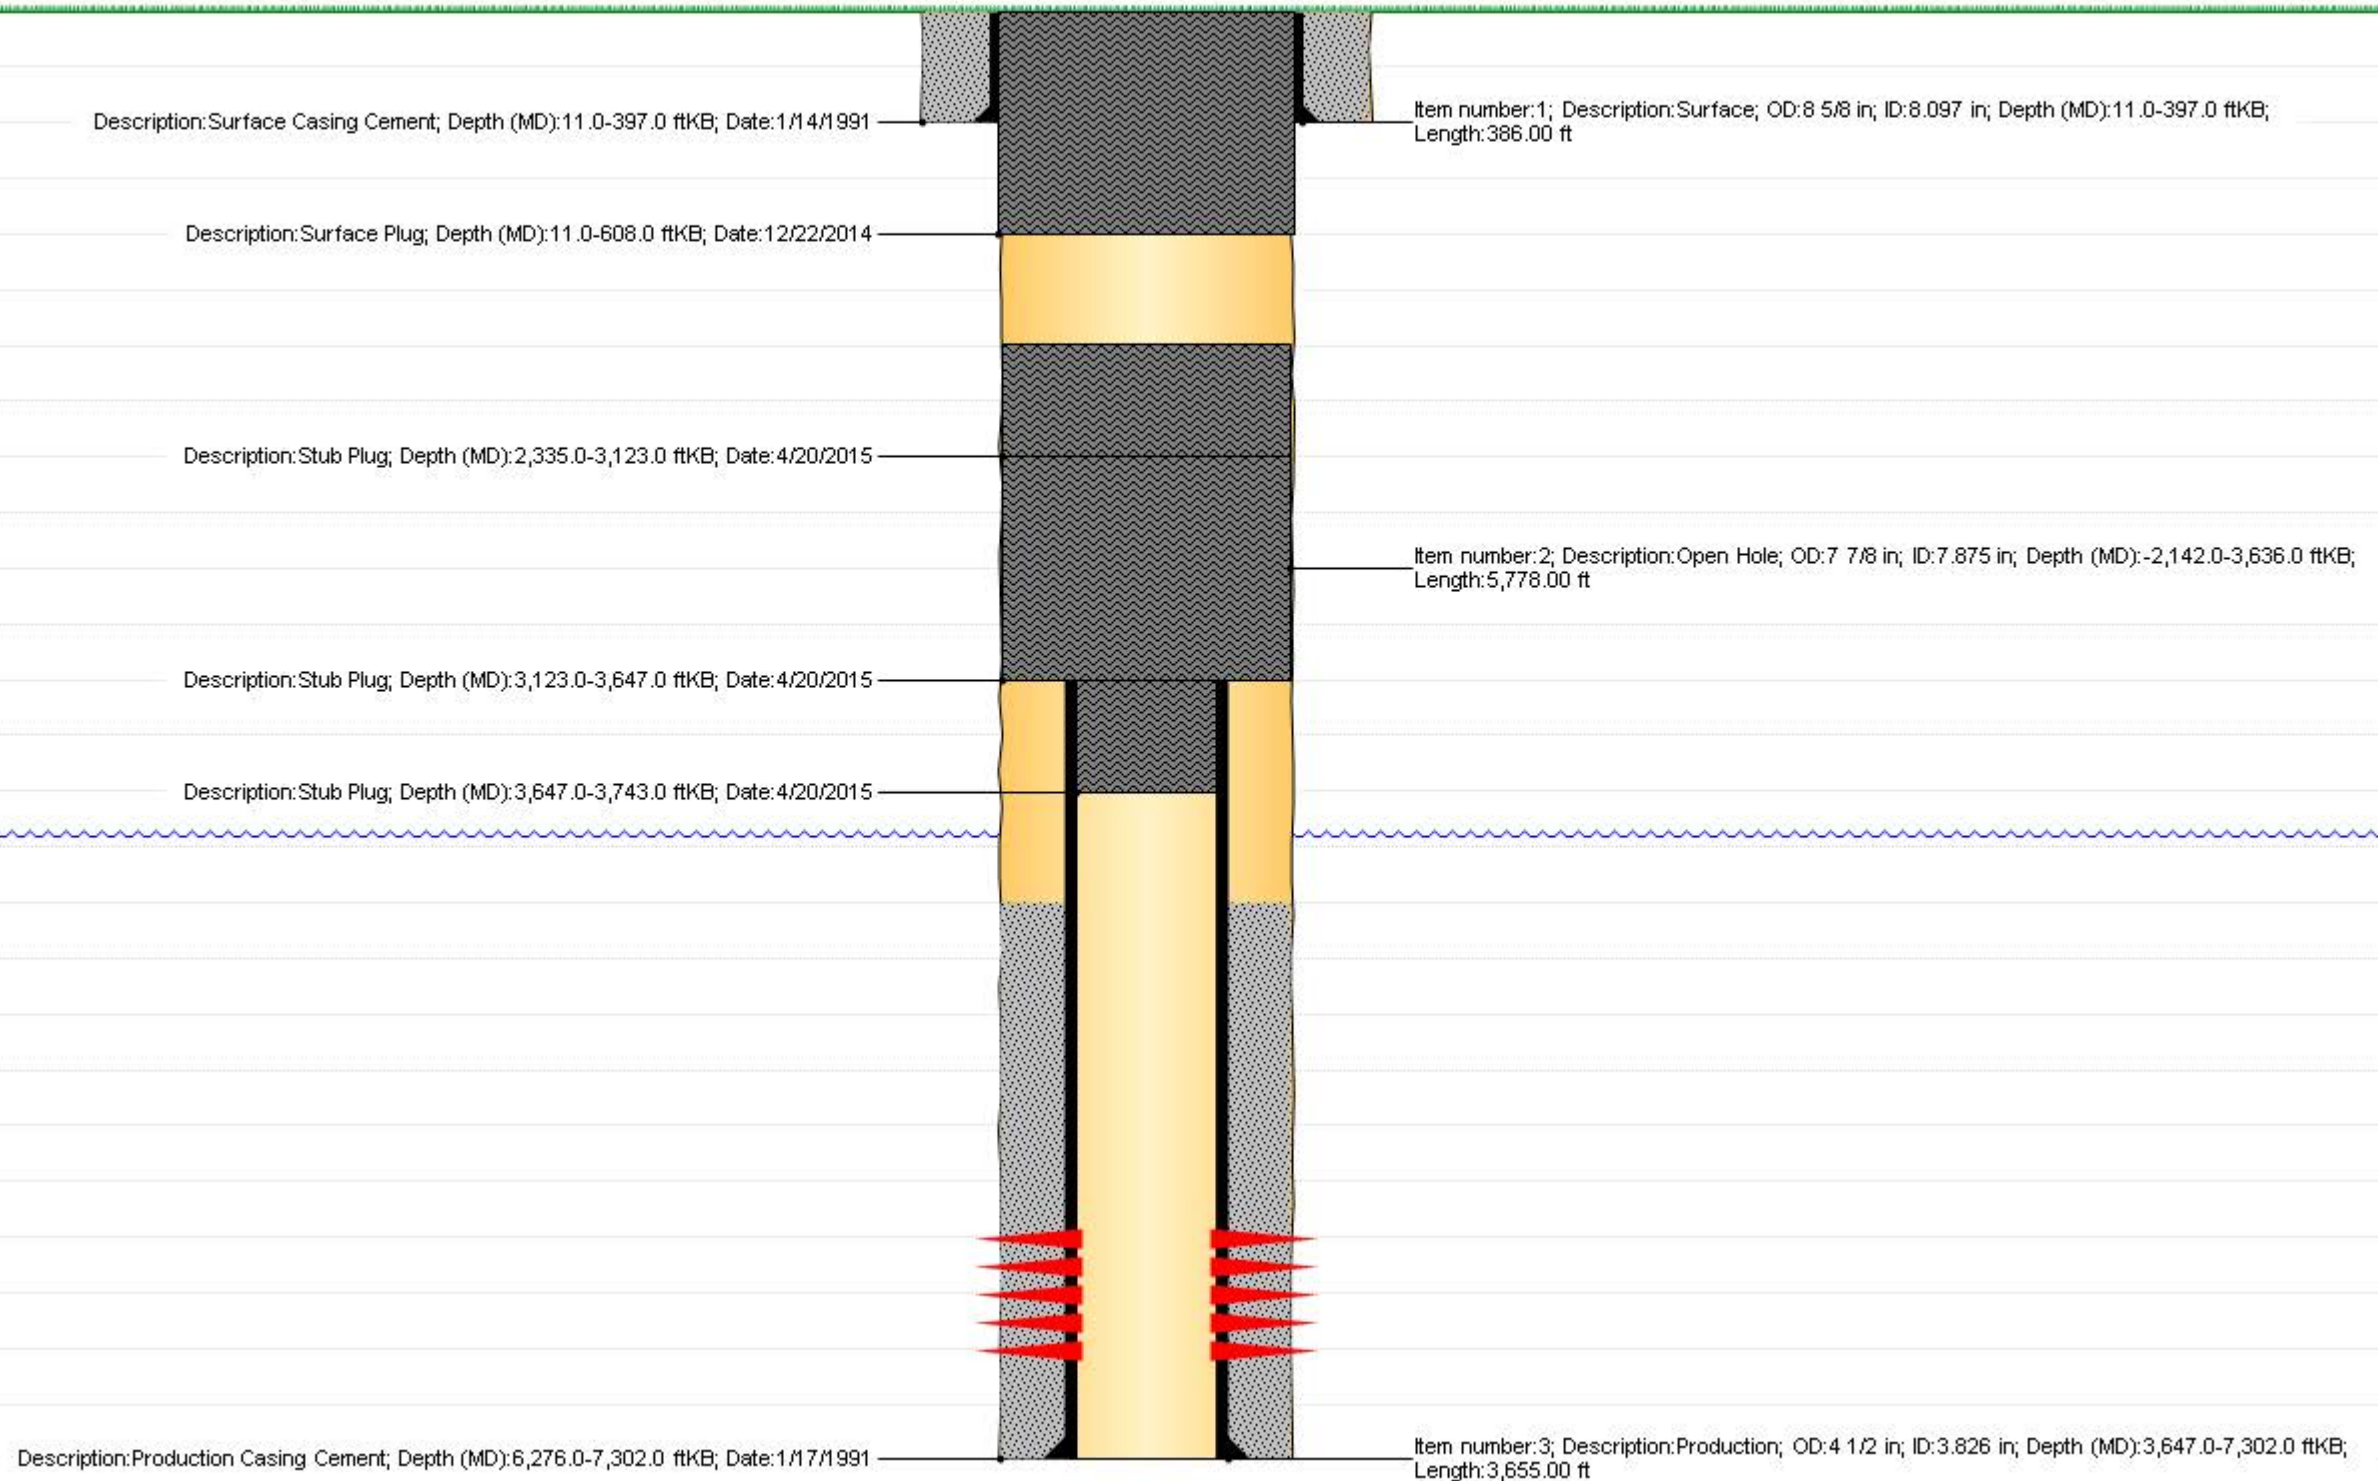 Description:Surface Casing Cement; Depth (MD):11.0-397.0 ftKB; Date:1/14/1991
Item number:1; Description:Surface; OD:8 5/8 in; ID:8.097 in; Depth (MD):11.0-397.0 ftKB;
Length:386.00 ft
Description:Surface Plug; Depth (MD):11.0-608.0 ftKB; Date:12/22/2014
Description:Stub Plug; Depth (MD):2,335.0-3,123.0 ftKB; Date:4/20/2015
Item number:2; Description:Open Hole; OD:7 7/8 in; ID:7.875 in; Depth (MD):-2,142.0-3,636.0 ftKB;
Length:5,778.00 ft
Description:Stub Plug; Depth (MD):3,123.0-3,647.0 ftKB; Date:4/20/2015
Description:Stub Plug; Depth (MD):3,647.0-3,743.0 ftKB; Date:4/20/2015
Description:Production Casing Cement; Depth (MD):6,276.0-7,302.0 ftKB; Date:1/17/1991
Item number:3; Description:Production; OD:4 1/2 in; ID:3.826 in; Depth (MD):3,647.0-7,302.0 ftKB;
Length:3,655.00 ft